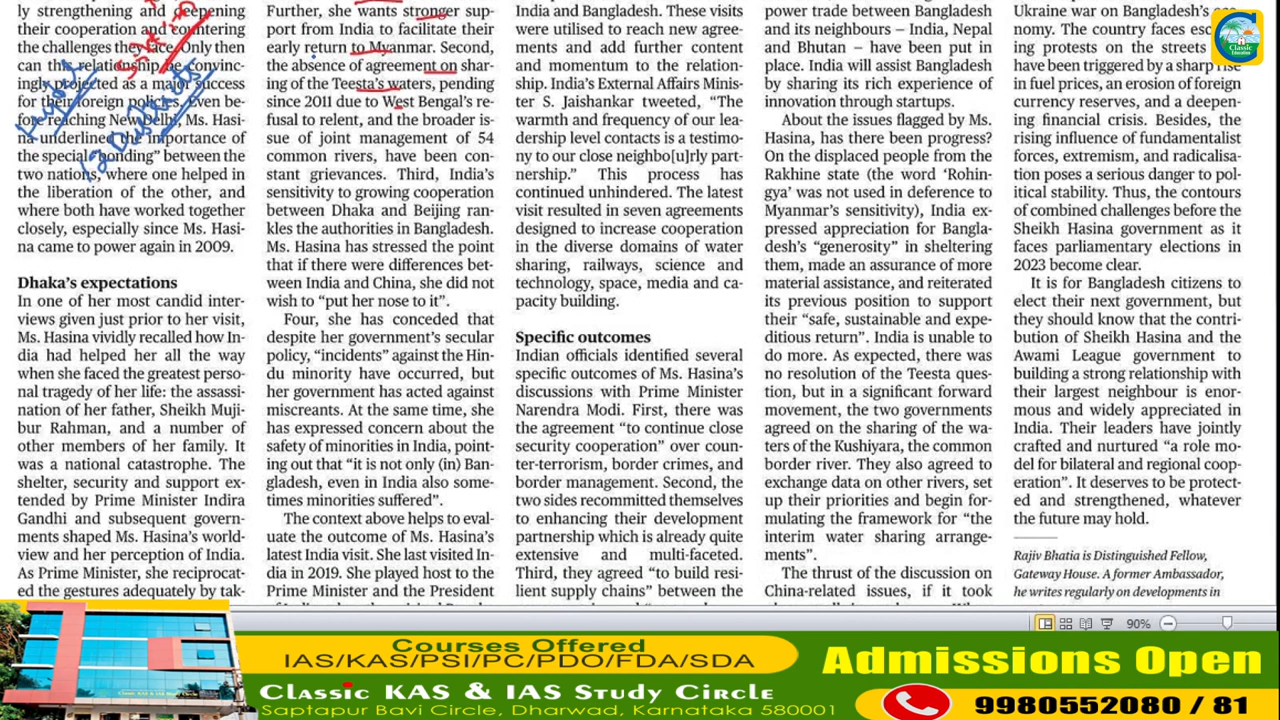 ly strengthening and deepening
their cooperation and countering
the challenges they face. Only then
can this relationship be convinc-
ingly projected as a major success
for their foreign policies. Even be-
fore reaching New Delhi, Ms. Hasi-
na underlined the importance of
the special “bonding” between the
two nations, where one helped in
the liberation of the other, and
where both have worked together
closely, especially since Ms. Hasi-
na came to power again in 2009.
Dhaka’s expectations
In one of her most candid inter-
views given just prior to her visit,
Ms. Hasina vividly recalled how In-
dia had helped her all the way
when she faced the greatest perso-
nal tragedy of her life: the assassi-
nation of her father, Sheikh Muji-
bur Rahman, and a number of
other members of her family. It
was a national catastrophe. The
shelter, security and support ex-
tended by Prime Minister Indira
Gandhi and subsequent govern-
ments shaped Ms. Hasina’s world-
view and her perception of India.
As Prime Minister, she reciprocat-
ed the gestures adequately by tak-
Further, she wants stronger sup-
port from India to facilitate their
early return to Myanmar. Second,
the absence of agreement on shar-
ing of the Teesta’s waters, pending
since 2011 due to West Bengal’s re-
fusal to relent, and the broader is-
sue of joint management of 54
common rivers, have been con-
stant grievances. Third, India’s
sensitivity to growing cooperation
between Dhaka and Beijing ran-
kles the authorities in Bangladesh.
Ms. Hasina has stressed the point
that if there were differences bet-
ween India and China, she did not
wish to “put her nose to it”.
Four, she has conceded that
despite her government’s secular
policy, “incidents” against the Hin-
du minority have occurred, but
her government has acted against
miscreants. At the same time, she
has expressed concern about the
safety of minorities in India, point-
ing out that “it is not only (in) Ban-
gladesh, even in India also some-
times minorities suffered”.
The context above helps to eval-
uate the outcome of Ms. Hasina’s
latest India visit. She last visited In-
dia in 2019. She played host to the
Prime Minister and the President
India and Bangladesh. These visits
were utilised to reach new agree-
ments and add further content
and momentum to the relation-
ship. India’s External Affairs Minis-
ter S. Jaishankar tweeted, “The
warmth and frequency of our lea-
dership level contacts is a testimo-
ny to our close neighbo[u]rly part-
nership.” This process has
continued unhindered. The latest
visit resulted in seven agreements
designed to increase cooperation
in the diverse domains of water
sharing, railways, science and
technology, space, media and ca-
pacity building.
Specific outcomes
Indian officials identified several
specific outcomes of Ms. Hasina’s
discussions with Prime Minister
Narendra Modi. First, there was
the agreement “to continue close
security cooperation” over coun-
ter-terrorism, border crimes, and
border management. Second, the
two sides recommitted themselves
to enhancing their development
partnership which is already quite
extensive and multi-faceted.
Third, they agreed “to build resi-
lient supply chains” between the
power trade between Bangladesh
and its neighbours – India, Nepal
and Bhutan – have been put in
place. India will assist Bangladesh
by sharing its rich experience of
innovation through startups.
About the issues flagged by Ms.
Hasina, has there been progress?
On the displaced people from the
Rakhine state (the word ‘Rohin-
gya’ was not used in deference to
Myanmar’s sensitivity), India ex-
pressed appreciation for Bangla-
desh’s “generosity” in sheltering
them, made an assurance of more
material assistance, and reiterated
its previous position to support
their “safe, sustainable and expe-
ditious return”. India is unable to
do more. As expected, there was
no resolution of the Teesta ques-
tion, but in a significant forward
movement, the two governments
agreed on the sharing of the wa-
ters of the Kushiyara, the common
border river. They also agreed to
exchange data on other rivers, set
up their priorities and begin for-
mulating the framework for “the
interim water sharing arrange-
ments”.
The thrust of the discussion on
China-related issues, if it took
Ukraine war on Bangladesh’s eco-
nomy. The country faces esca-
ing protests on the streets
have been triggered by a sharp rise
in fuel prices, an erosion of foreign
currency reserves, and a deepen-
ing financial crisis. Besides, the
rising influence of fundamentalist
forces, extremism, and radicalisa-
tion poses a serious danger to pol-
itical stability. Thus, the contours
of combined challenges before the
Sheikh Hasina government as it
faces parliamentary elections in
2023 become clear.
It is for Bangladesh citizens to
elect their next government, but
they should know that the contri-
bution of Sheikh Hasina and the
Awami League government to
building a strong relationship with
their largest neighbour is enor-
mous and widely appreciated in
India. Their leaders have jointly
crafted and nurtured “a role mo-
del for bilateral and regional coop-
eration”. It deserves to be protect-
ed and strengthened, whatever
the future may hold.
Rajiv Bhatia is Distinguished Fellow,
Gateway House. A former Ambassador,
he writes regularly on developments in
Classic
Education
90%
Courses Offered
IAS/KAS/PSI/PC/PDO/FDA/SDA
Classic KAS & IAS Study Circle
Saptapur Bavi Circle, Dharwad, Karnataka 580001
Admissions Open
9980552080 / 81